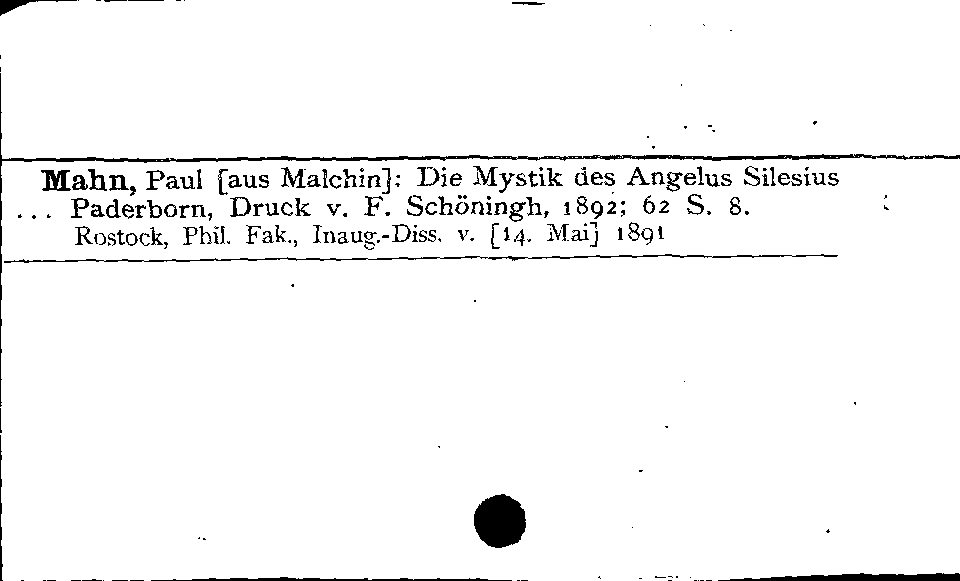 Mahn, Paul [aus Malchin]: Die Mystik des Angelus Silesius
... Paderborn, Druck v. F. Schöningh, 1892; 62 S. 8.
Rostock, Phil. Fak., Inaug.-Diss. v. [14. Mai] 1891